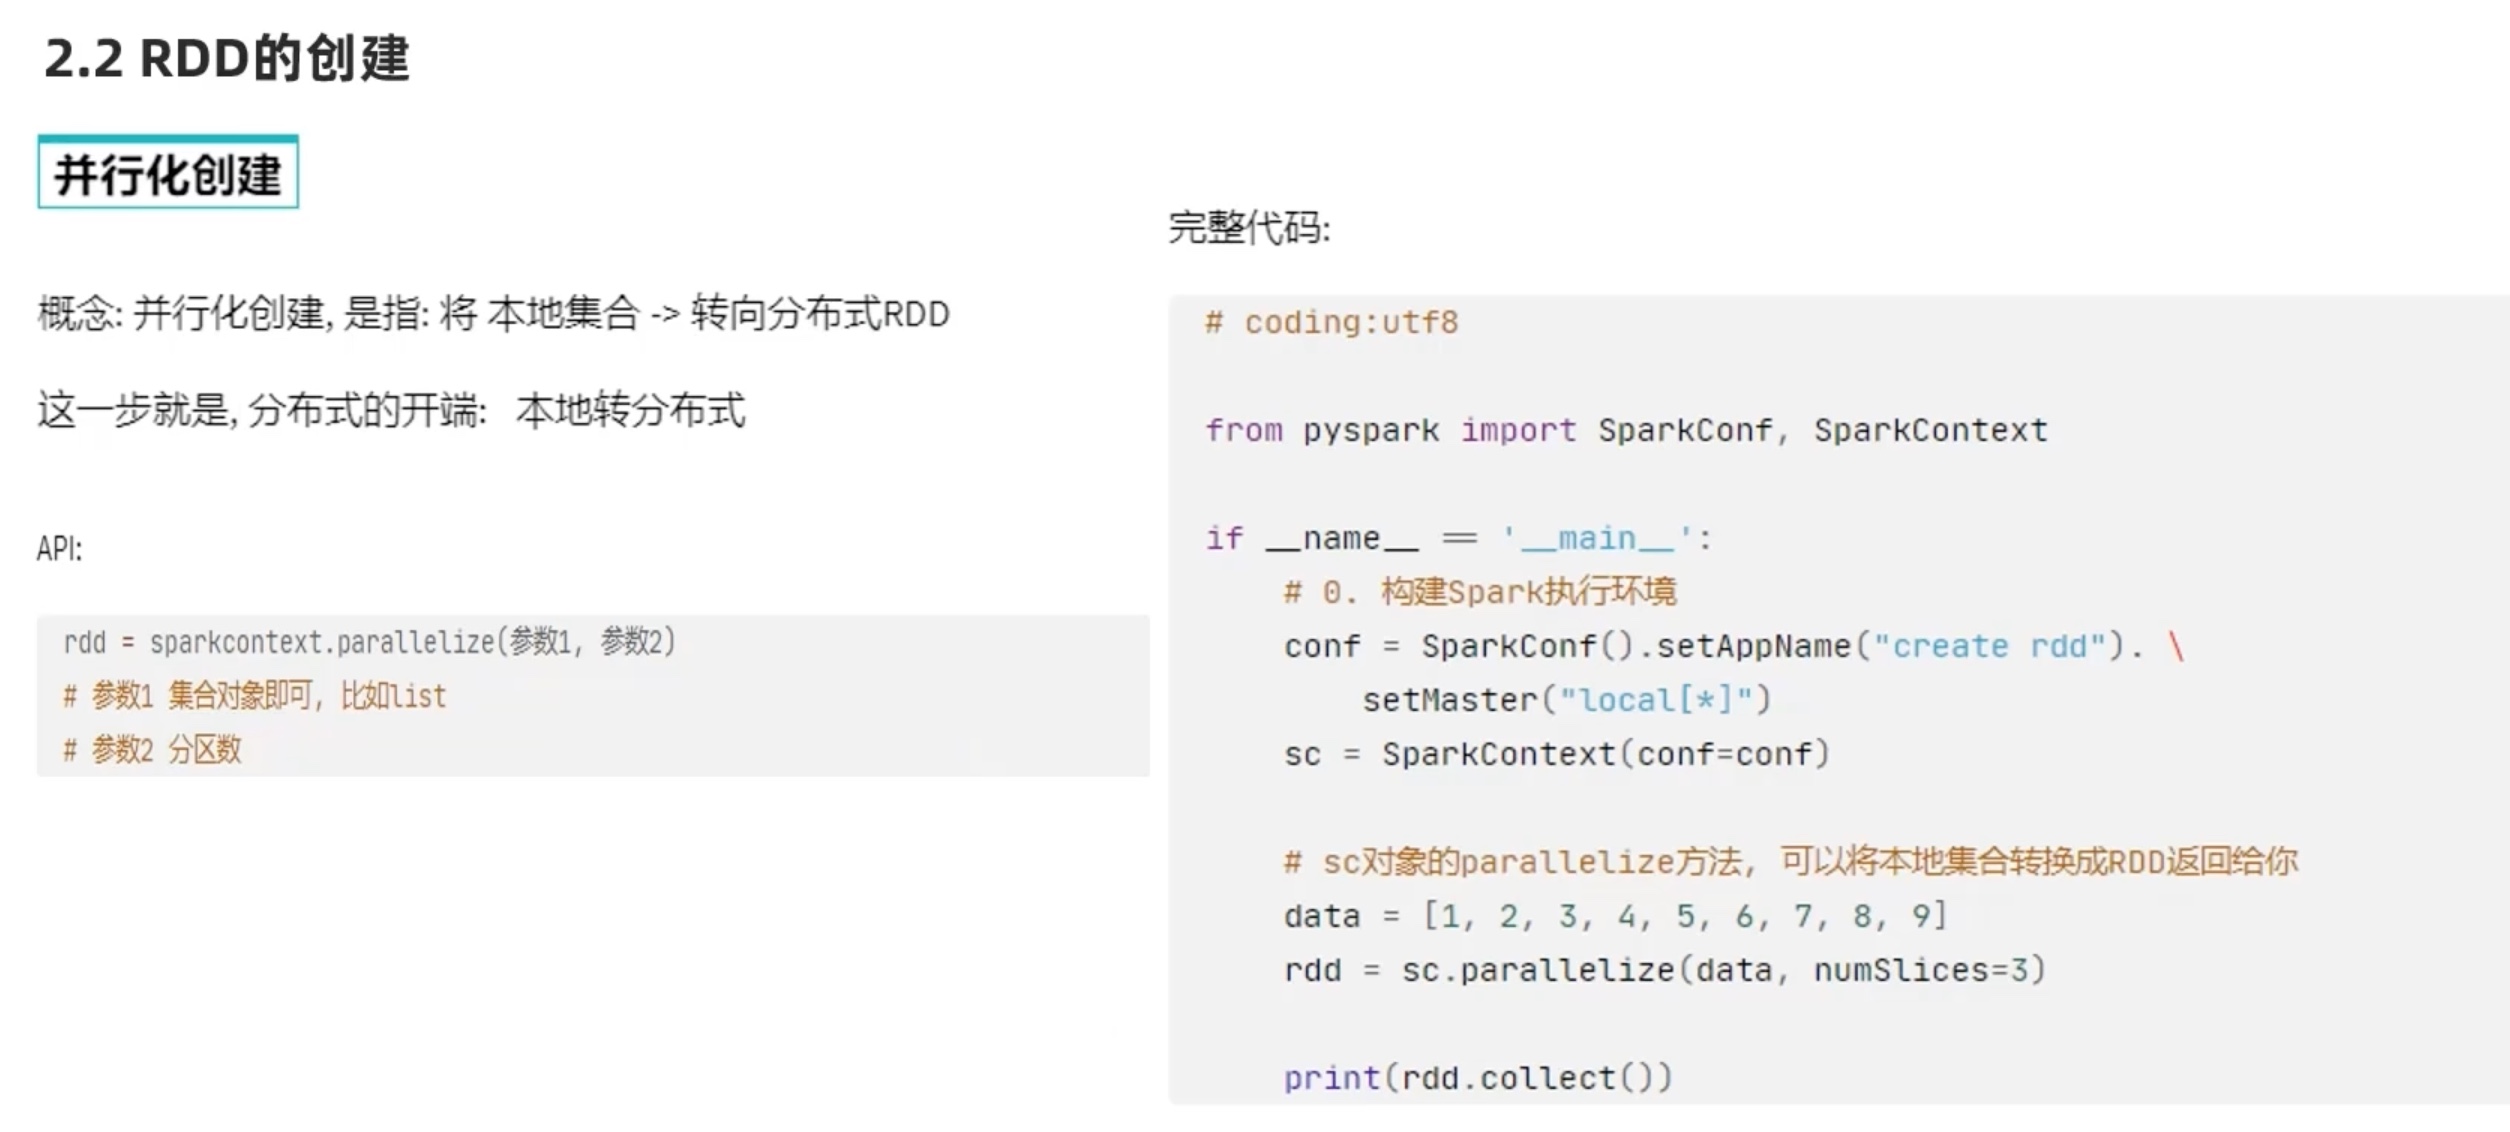 2.2 RDD的创建
并行化创建
概念: 并行化创建, 是指: 将 本地集合 -> 转向分布式RDD
这一步就是, 分布式的开端: 本地转分布式
API:
rdd = sparkcontext.parallelize(参数1, 参数2)
# 参数1 集合对象即可, 比如list
# 参数2 分区数
完整代码:
# coding:utf8
from pyspark import SparkConf, SparkContext
if __name__ == '__main__':
# 0. 构建Spark执行环境
conf = SparkConf().setAppName("create rdd"). \
setMaster("local[*]")
sc = SparkContext(conf=conf)
# sc对象的parallelize方法, 可以将本地集合转换成RDD返回给你
data = [1, 2, 3, 4, 5, 6, 7, 8, 9]
rdd = sc.parallelize(data, numSlices=3)
print(rdd.collect())